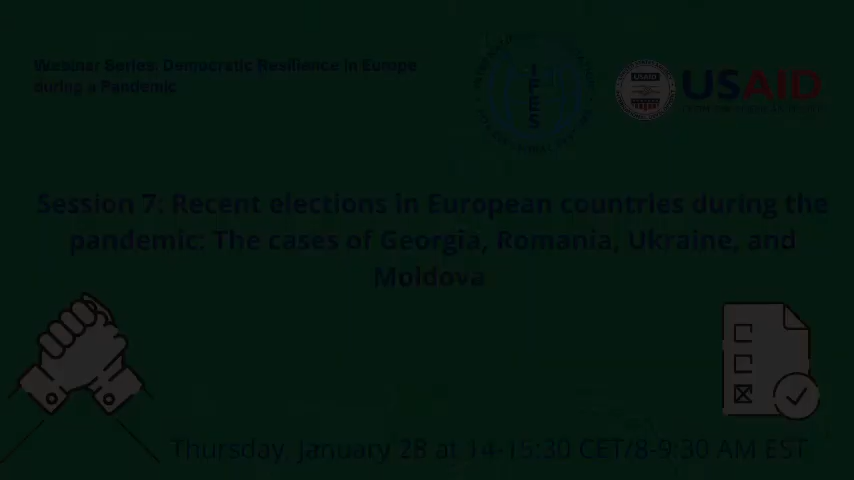 Webinar Series: Democratic Resilience in Europe
during a Pandemic
IFES
USAID
USAID
Session 7: Recent elections in European countries during the
pandemic: The cases of Georgia, Romania, Ukraine, and
Moldova
Thursday, January 28 at 14-15:30 CET/8-9:30 AM EST